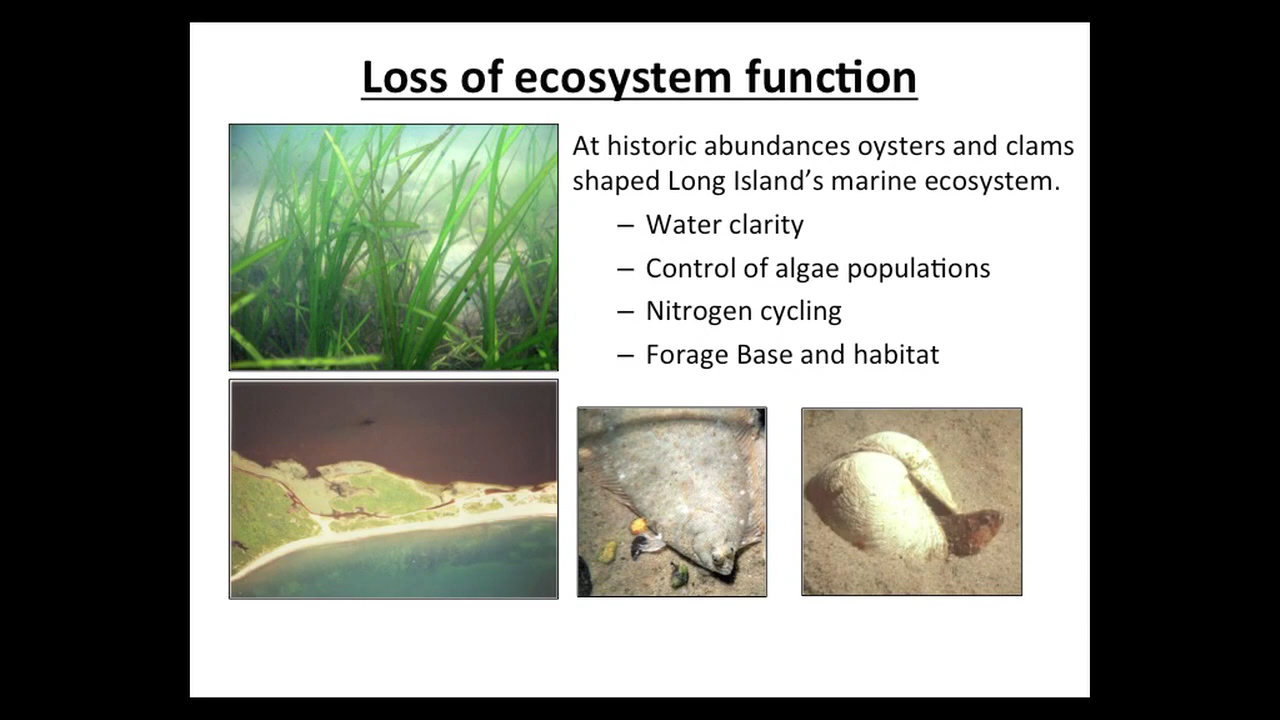 Loss of ecosystem function
At historic abundances oysters and clams
shaped Long Island’s marine ecosystem.
– Water clarity
– Control of algae populations
– Nitrogen cycling
– Forage Base and habitat